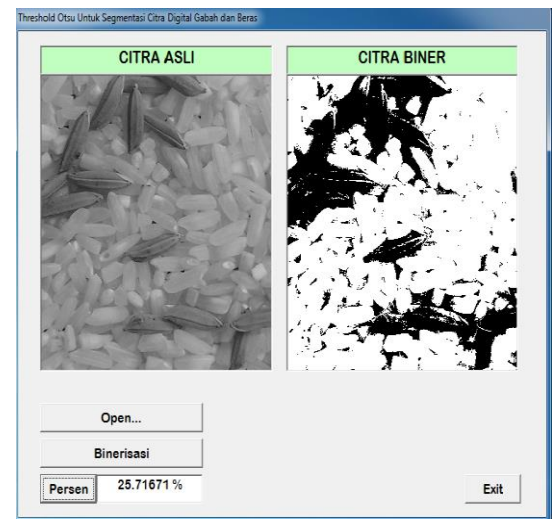 Threshold Otsu Untuk Segmentasi Citra Digital Gabah dan Beras
CITRA ASLI
CITRA BINER
Open...
Binerisasi
Persen
25.71671 %
Exit